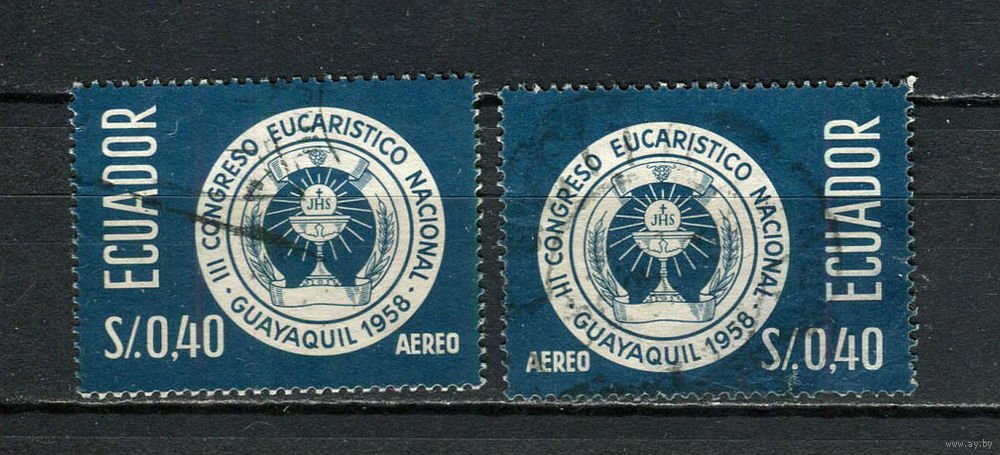 ECUADOR
III CONGRESO EUCARISTICO NACIONAL
JHS
· GUAYAQUIL 1958 ·
S/.0,40
AEREO
III CONGRESO EUCARISTICO NACIONAL
JHS
· GUAYAQUIL 1958 ·
ECUADOR
AEREO
S/.0,40
www.ay.by